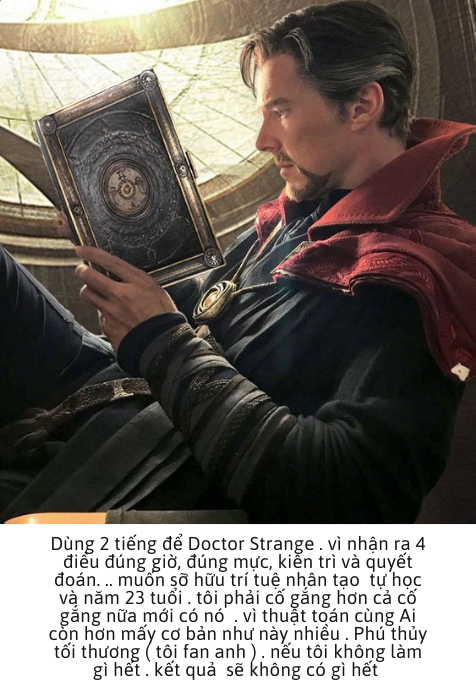 Dùng 2 tiếng để Doctor Strange . vì nhận ra 4
điều đúng giờ, đúng mực, kiên trì và quyết
đoán. .. muốn sỡ hữu trí tuệ nhân tạo  tự học
và năm 23 tuổi . tôi phải cố gắng hơn cả cố
gắng nữa mới có nó  . vì thuật toán cùng Ai
còn hơn mấy cơ bản như này nhiều . Phú thủy
tối thương ( tôi fan anh ) . nếu tôi không làm
gì hết . kết quả  sẽ không có gì hết